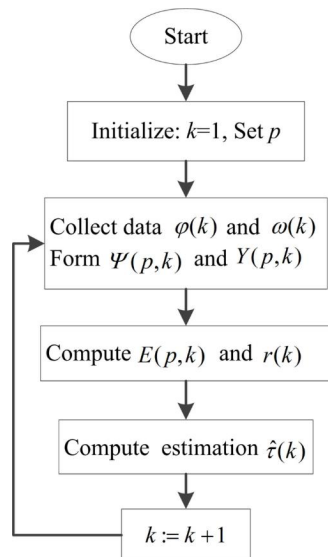 Start
Initialize: k=1, Set p
Collect data φ(k) and ω(k)
Form Ψ(p,k) and Y(p,k)
Compute E(p,k) and r(k)
Compute estimation τ̂(k)
k := k+1